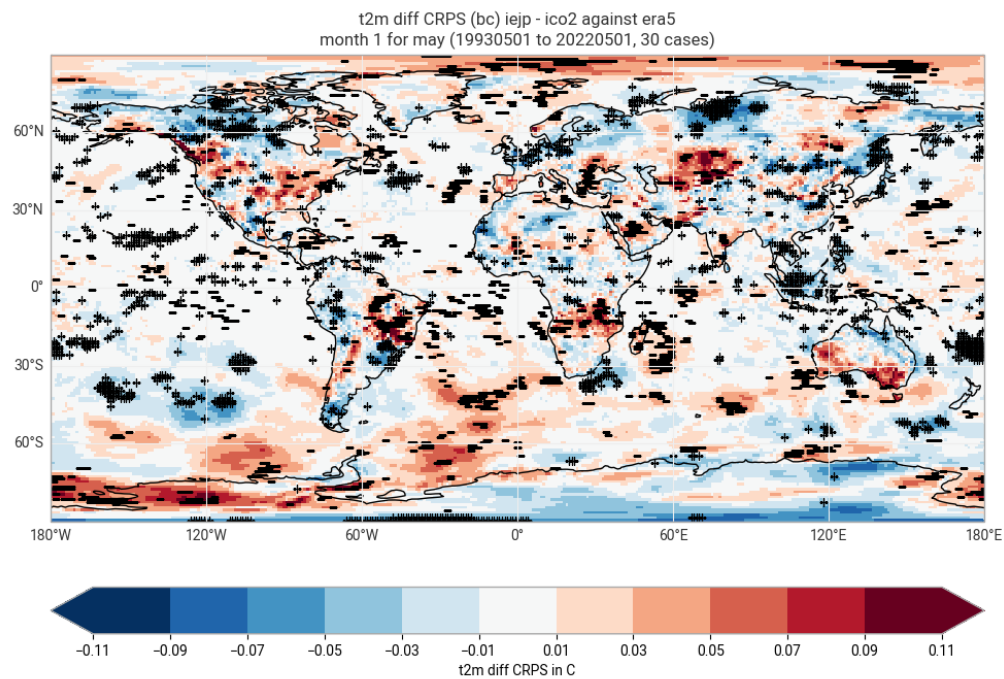 t2m diff CRPS (bc) iejp - ico2 against era5
month 1 for may (19930501 to 20220501, 30 cases)
60°N
30°N
0°
30°S
60°S
180°W 120°W 60°W 0° 60°E 120°E 180°E
−0.11 −0.09 −0.07 −0.05 −0.03 −0.01 0.01 0.03 0.05 0.07 0.09 0.11
t2m diff CRPS in C